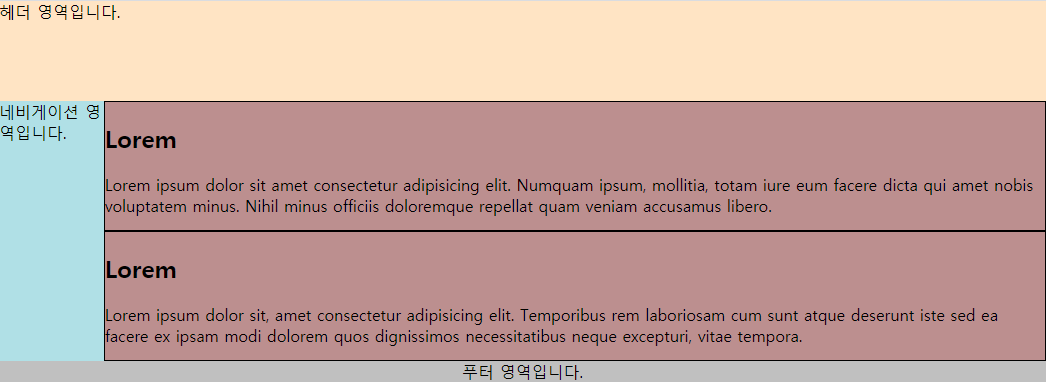 헤더 영역입니다.
네비게이션 영
역입니다.
Lorem
Lorem ipsum dolor sit amet consectetur adipisicing elit. Numquam ipsum, mollitia, totam iure eum facere dicta qui amet nobis
voluptatem minus. Nihil minus officiis doloremque repellat quam veniam accusamus libero.
Lorem
Lorem ipsum dolor sit, amet consectetur adipisicing elit. Temporibus rem laboriosam cum sunt atque deserunt iste sed ea
facere ex ipsam modi dolorem quos dignissimos necessitatibus neque excepturi, vitae tempora.
푸터 영역입니다.